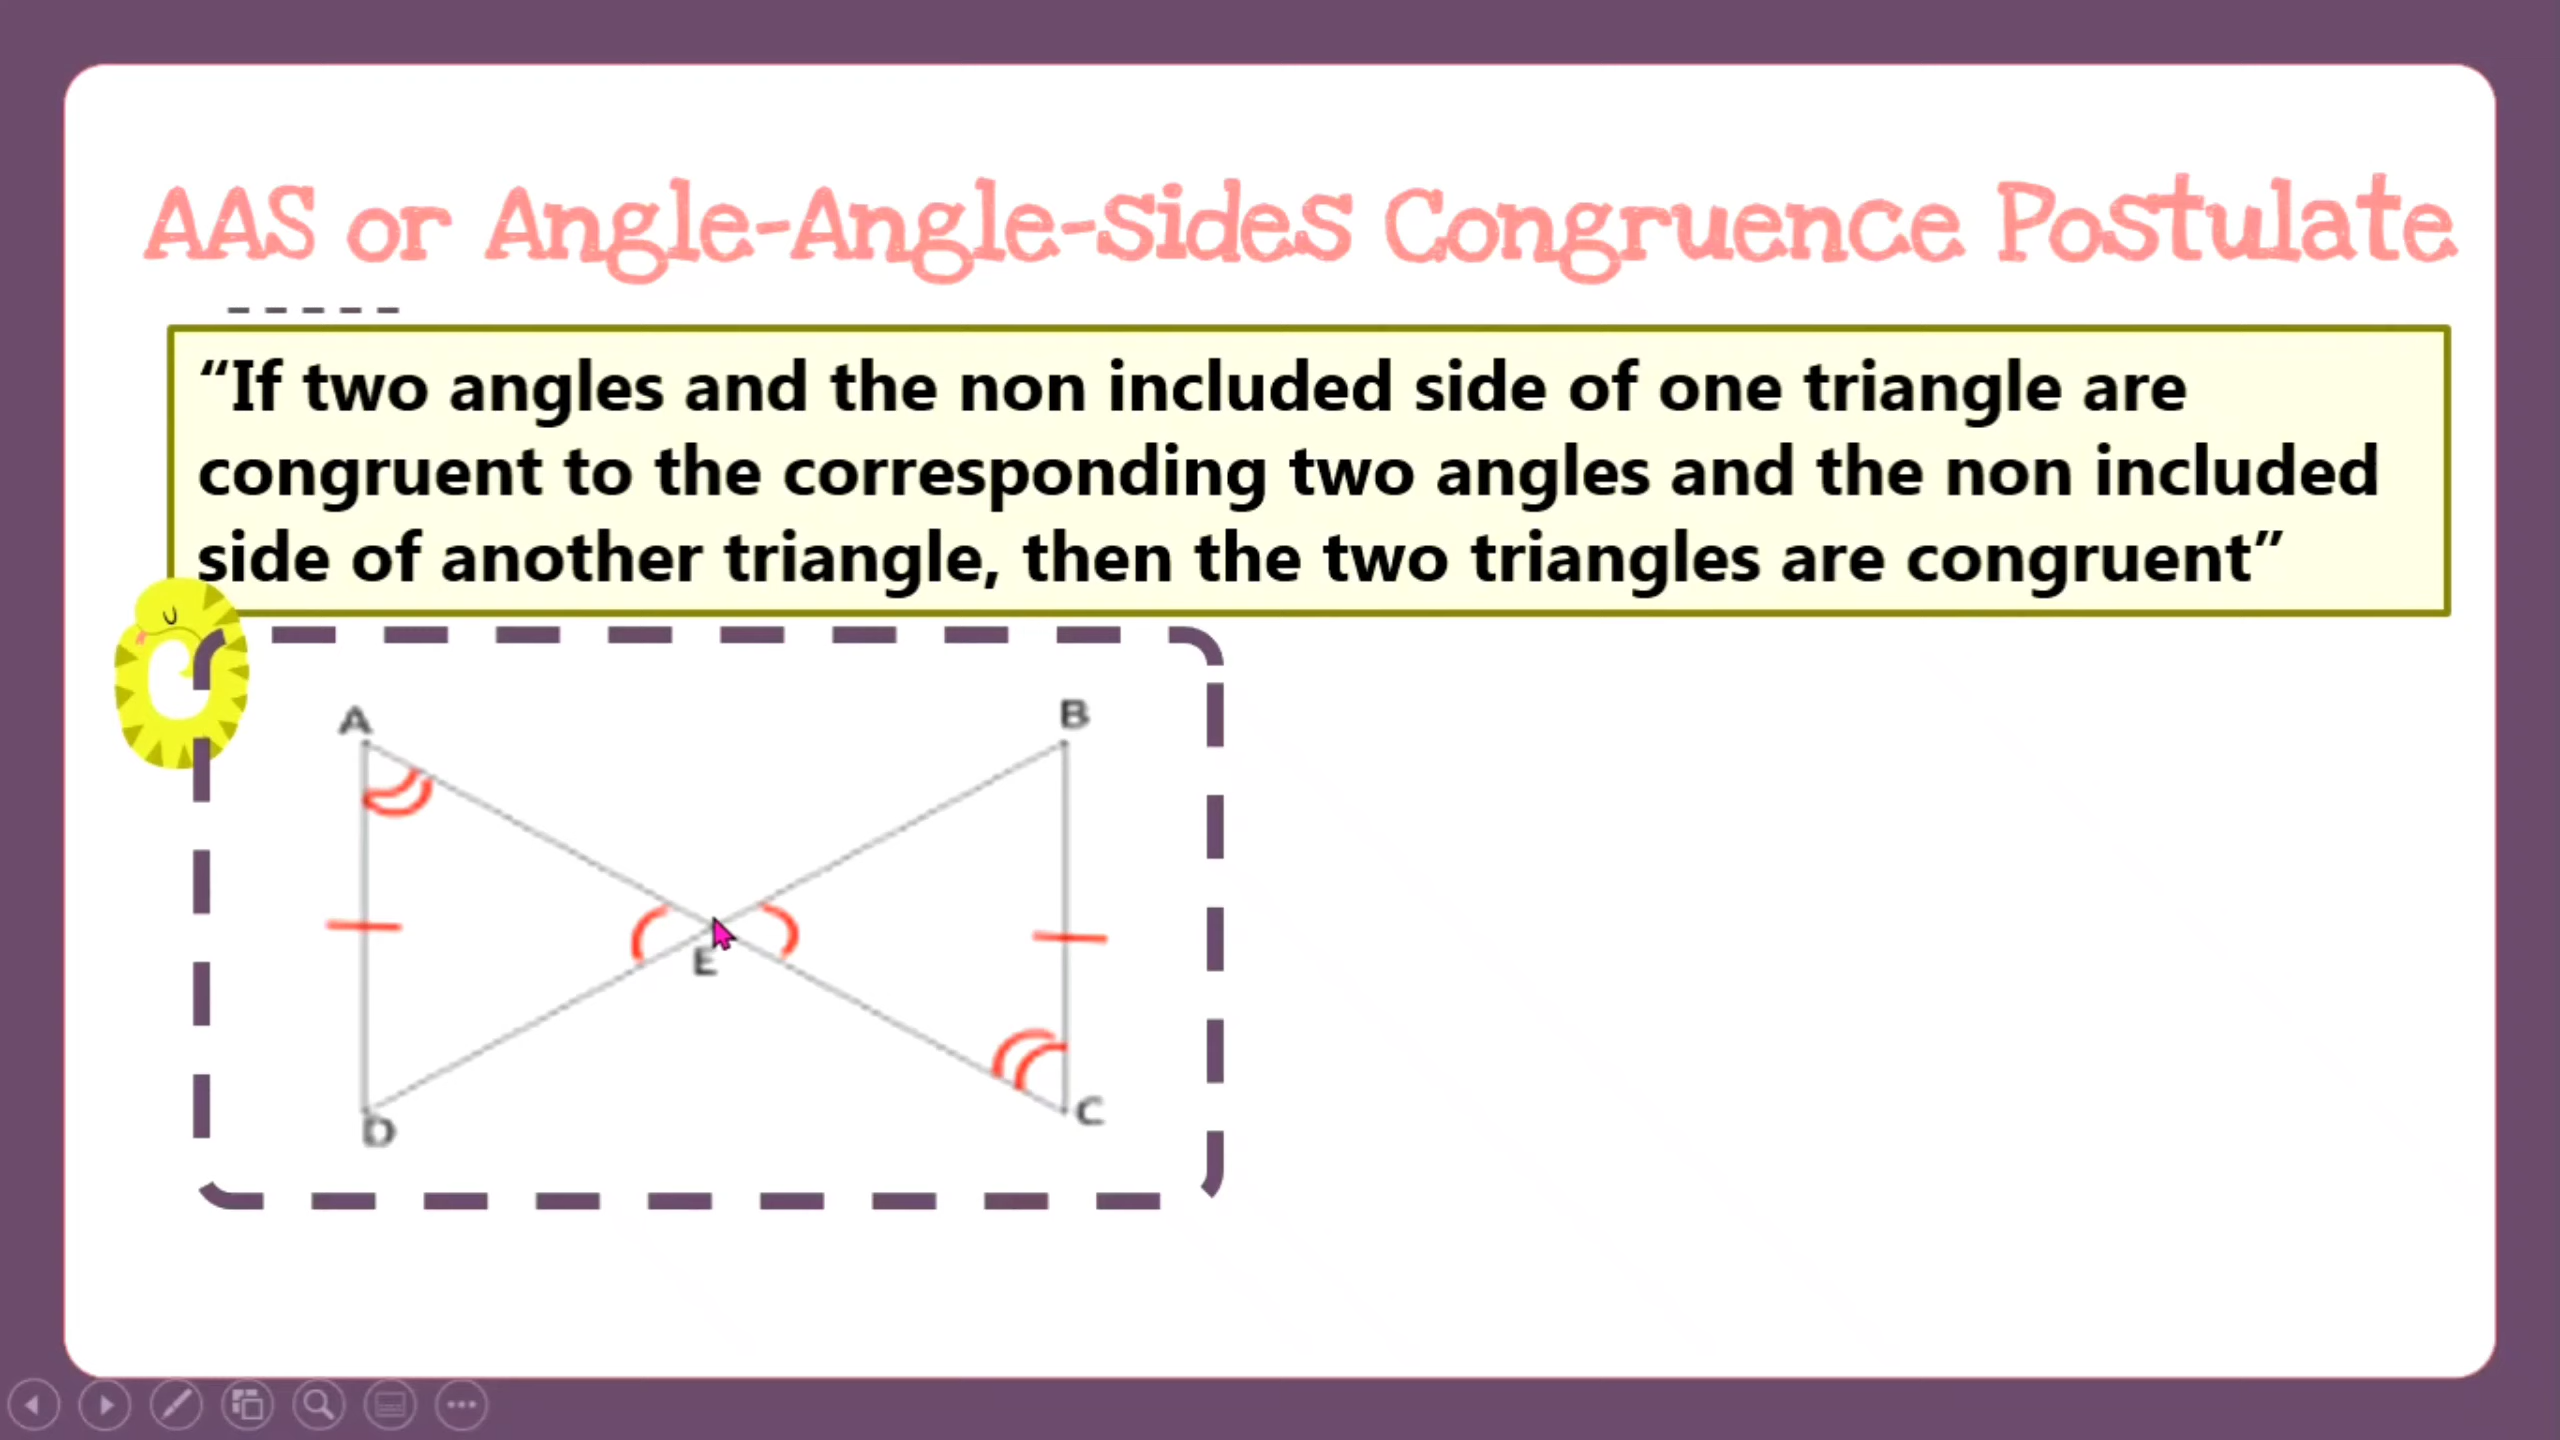 AAS or Angle-Angle-sides Congruence Postulate
“If two angles and the non included side of one triangle are
congruent to the corresponding two angles and the non included
side of another triangle, then the two triangles are congruent”
A
B
E
D
C